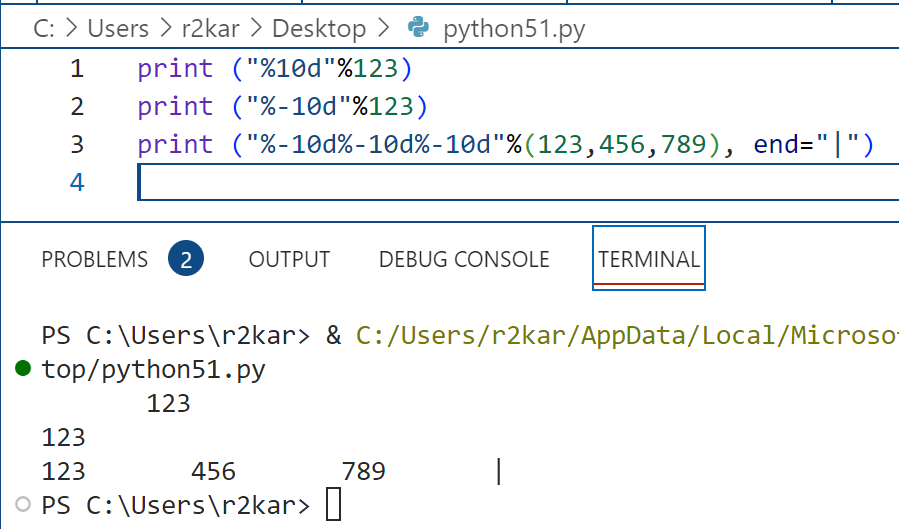 C: > Users > r2kar > Desktop > python51.py
1 print ("%10d"%123)
2 print ("%-10d"%123)
3 print ("%-10d%-10d%-10d"%(123,456,789), end="|")
4
PROBLEMS 2 OUTPUT DEBUG CONSOLE TERMINAL
PS C:\Users\r2kar> & C:/Users/r2kar/AppData/Local/Microso
top/python51.py
       123
123
123       456       789       |
PS C:\Users\r2kar>